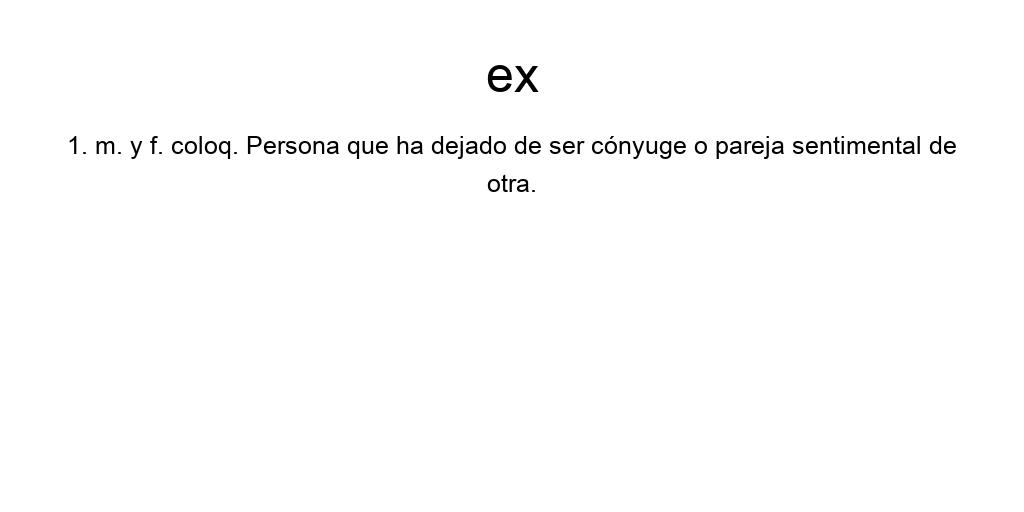 ex
1. m. y f. coloq. Persona que ha dejado de ser cónyuge o pareja sentimental de
otra.